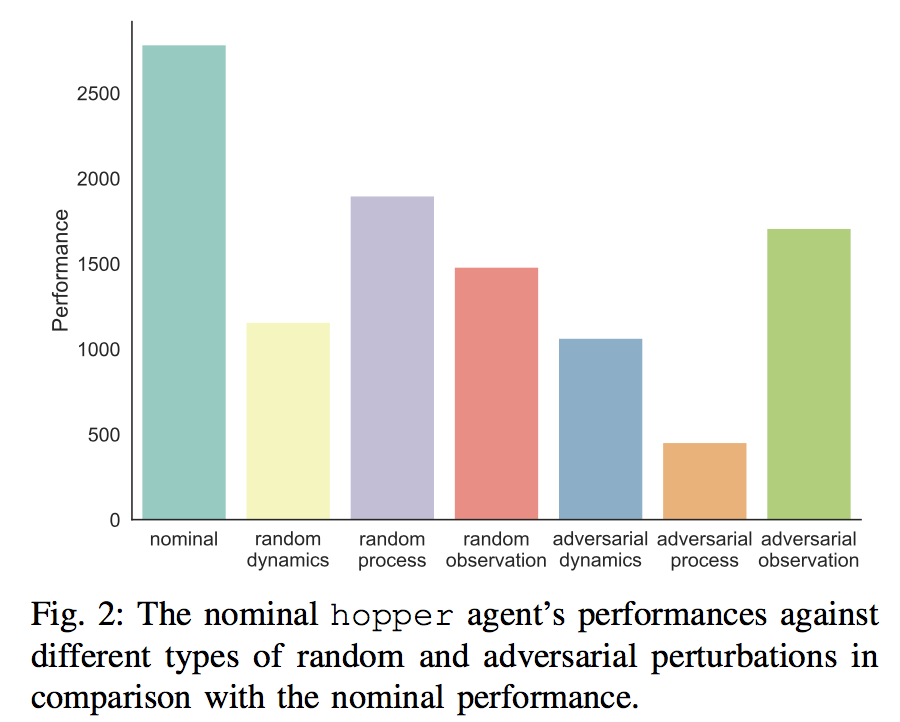 2500
2000
1500
1000
500
0
Performance
nominal
random
dynamics
random
process
random
observation
adversarial
dynamics
adversarial
process
adversarial
observation
Fig. 2: The nominal hopper agent's performances against
different types of random and adversarial perturbations in
comparison with the nominal performance.